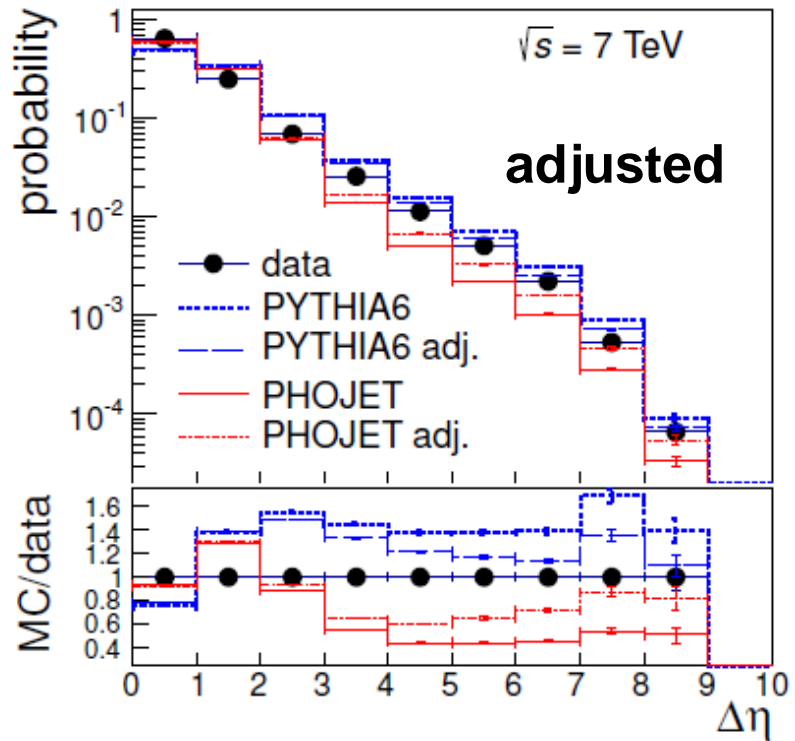 probability
1
10⁻¹
10⁻²
10⁻³
10⁻⁴
√s = 7 TeV
adjusted
data
PYTHIA6
PYTHIA6 adj.
PHOJET
PHOJET adj.
MC/data
1.6
1.4
1.2
1
0.8
0.6
0.4
0 1 2 3 4 5 6 7 8 9 10
Δη